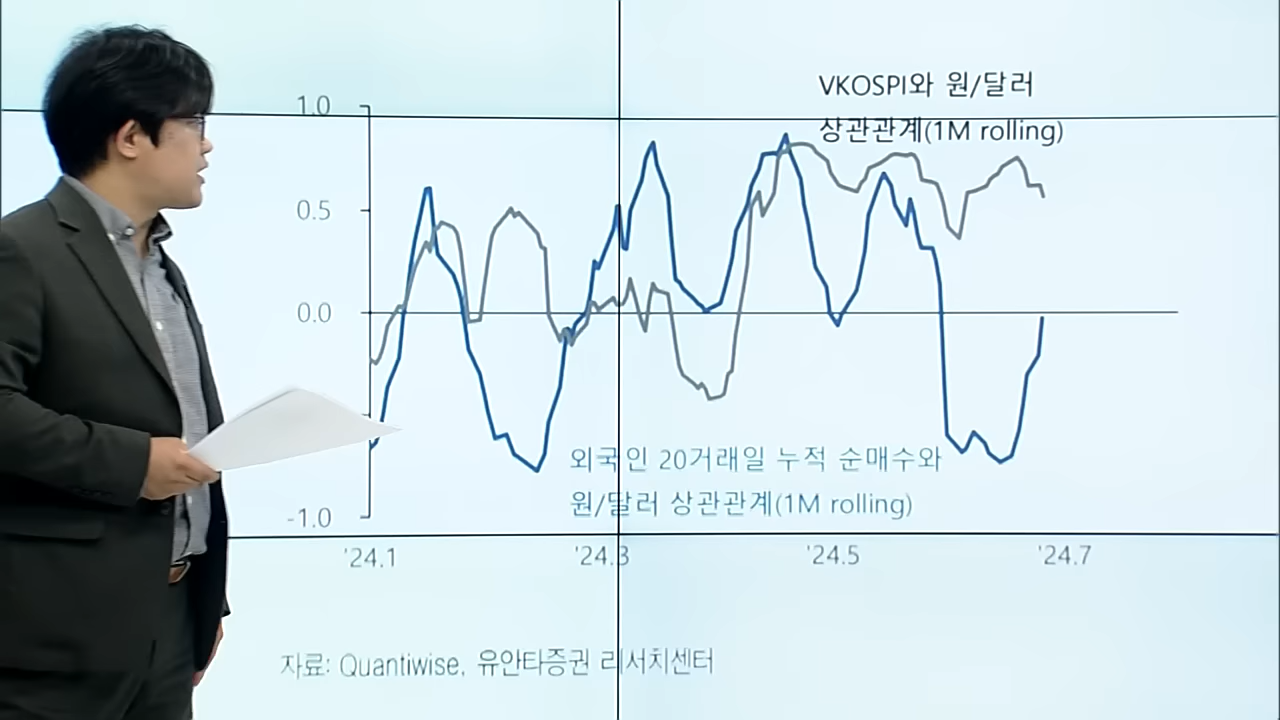 VKOSPI와 원/달러
상관관계(1M rolling)
1.0
0.5
0.0
-1.0
외국인 20거래일 누적 순매수와
원/달러 상관관계(1M rolling)
'24.1 '24.3 '24.5 '24.7
자료: Quantiwise, 유안타증권 리서치센터